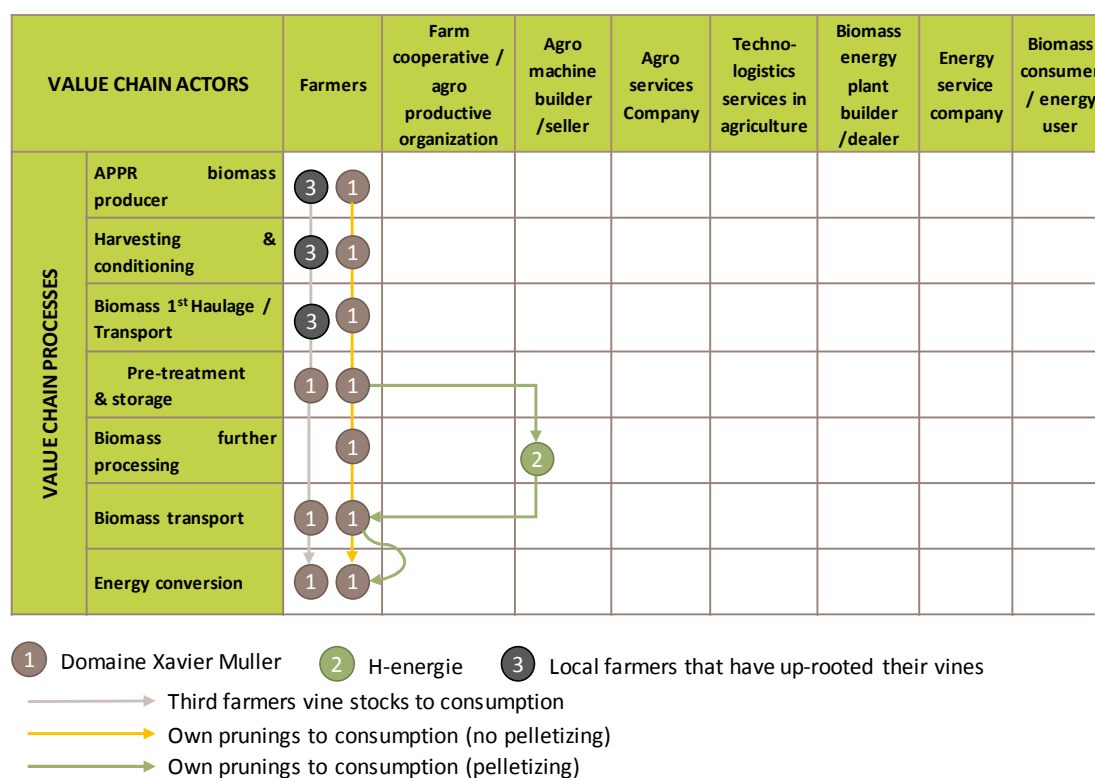 VALUE CHAIN ACTORS
Farmers
Farm
cooperative /
agro
productive
organization
Agro
machine
builder
/seller
Agro
services
Company
Techno-
logistics
services in
agriculture
Biomass
energy
plant
builder
/dealer
Energy
service
company
Biomass
consumer
/ energy
user
VALUE CHAIN PROCESSES
APPR biomass
producer
3 1
Harvesting &
conditioning
3 1
Biomass 1st Haulage /
Transport
3 1
Pre-treatment
& storage
1 1
Biomass further
processing
1 2
Biomass transport
1 1
Energy conversion
1 1
1 Domaine Xavier Muller 2 H-energie 3 Local farmers that have up-rooted their vines
Third farmers vine stocks to consumption
Own prunings to consumption (no pelletizing)
Own prunings to consumption (pelletizing)